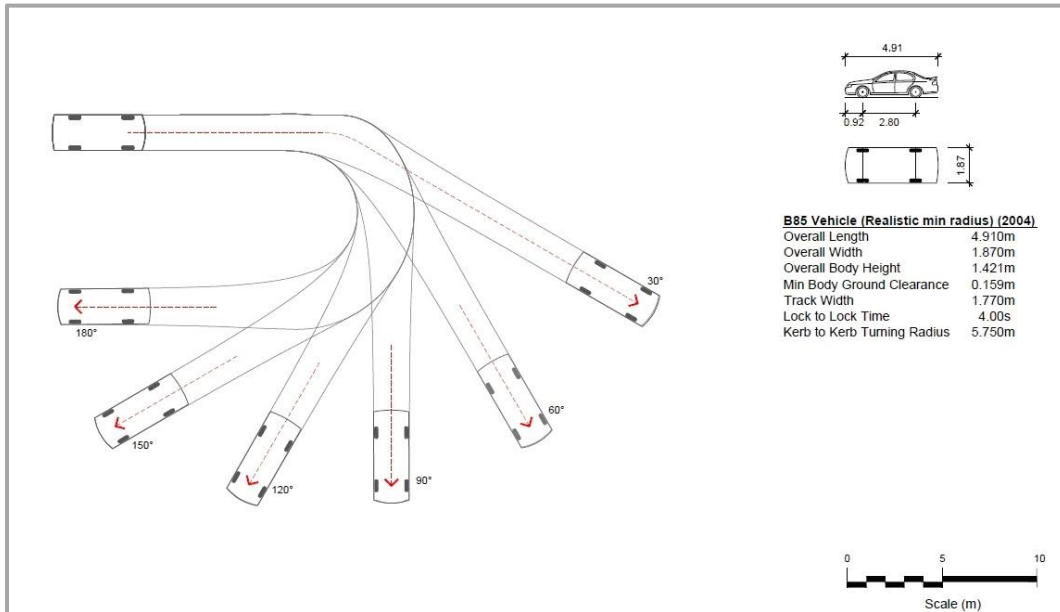 4.91
0.92 2.80
1.87
B85 Vehicle (Realistic min radius) (2004)
Overall Length 4.910m
Overall Width 1.870m
Overall Body Height 1.421m
Min Body Ground Clearance 0.159m
Track Width 1.770m
Lock to Lock Time 4.00s
Kerb to Kerb Turning Radius 5.750m
30°
180°
60°
150°
120°
90°
0 5 10
Scale (m)